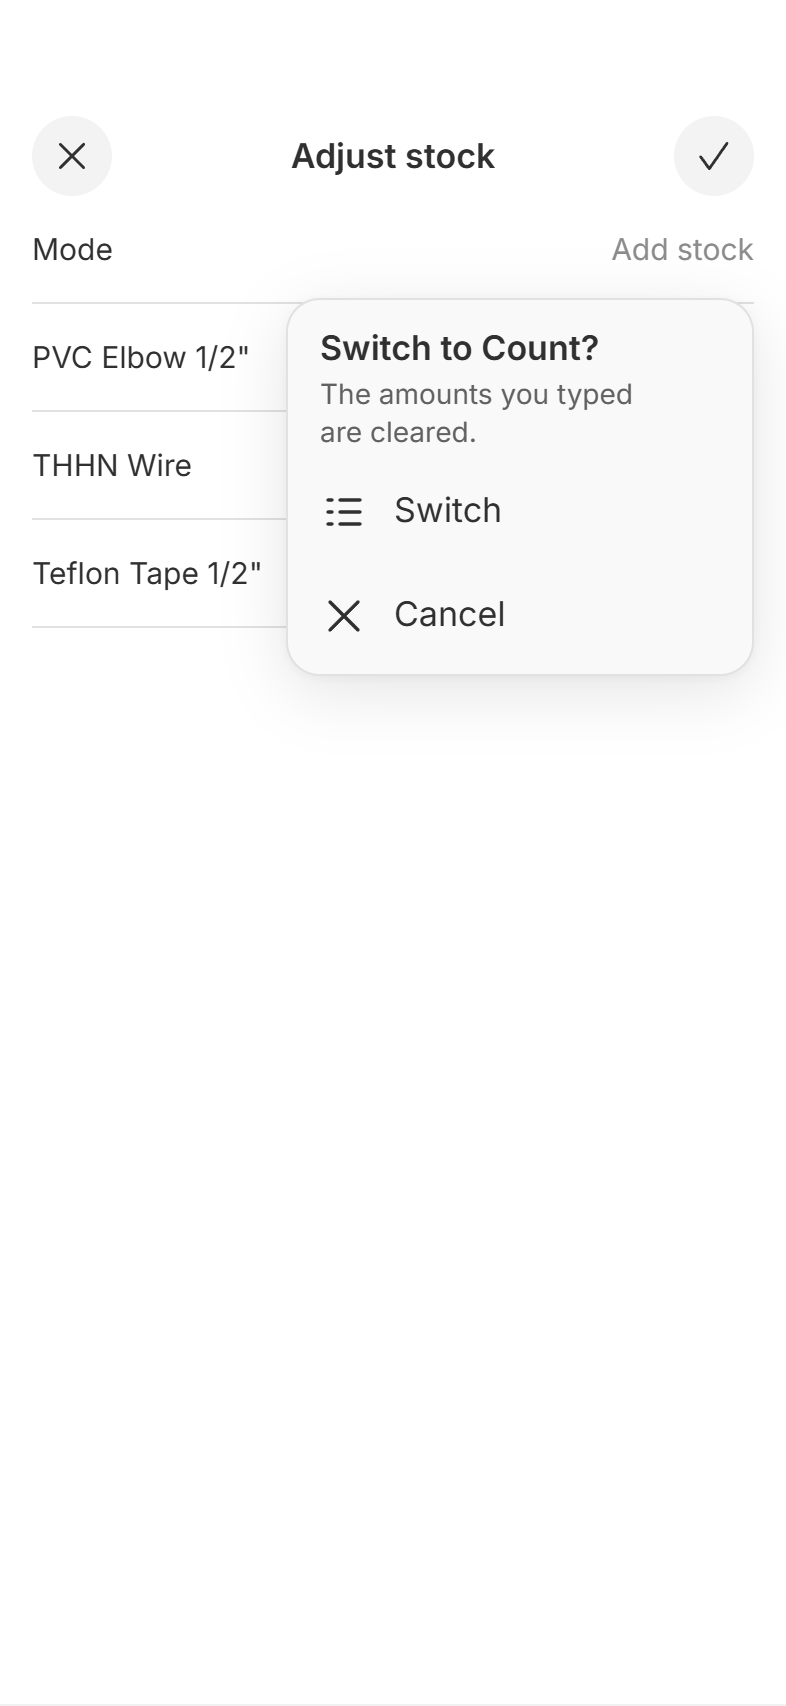 Adjust stock
Mode
Add stock
PVC Elbow 1/2"
THHN Wire
Teflon Tape 1/2"
Switch to Count?
The amounts you typed
are cleared.
Switch
Cancel